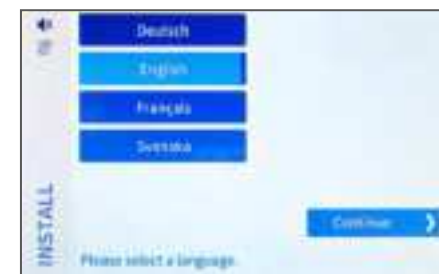 Deutsch
English
Français
Svenska
Continue
Please select a language.
INSTALL